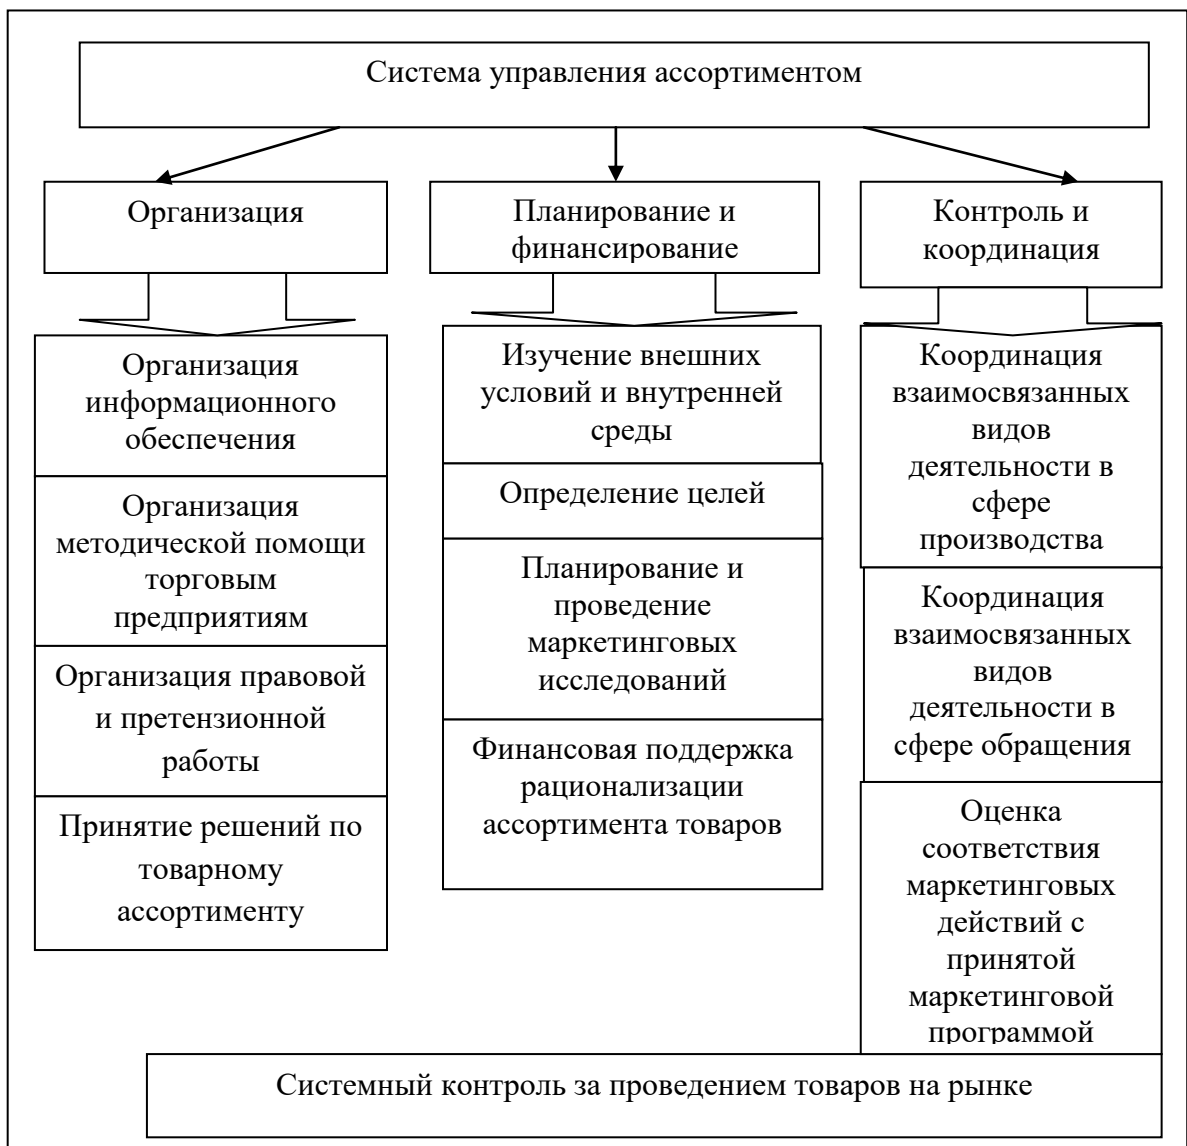 Система управления ассортиментом
Организация
Планирование и
финансирование
Контроль и
координация
Организация
информационного
обеспечения
Организация
методической помощи
торговым
предприятиям
Организация правовой
и претензионной
работы
Принятие решений по
товарному
ассортименту
Изучение внешних
условий и внутренней
среды
Определение целей
Планирование и
проведение
маркетинговых
исследований
Финансовая поддержка
рационализации
ассортимента товаров
Координация
взаимосвязанных
видов
деятельности в
сфере
производства
Координация
взаимосвязанных
видов
деятельности в
сфере обращения
Оценка
соответствия
маркетинговых
действий с
принятой
маркетинговой
программой
Системный контроль за проведением товаров на рынке